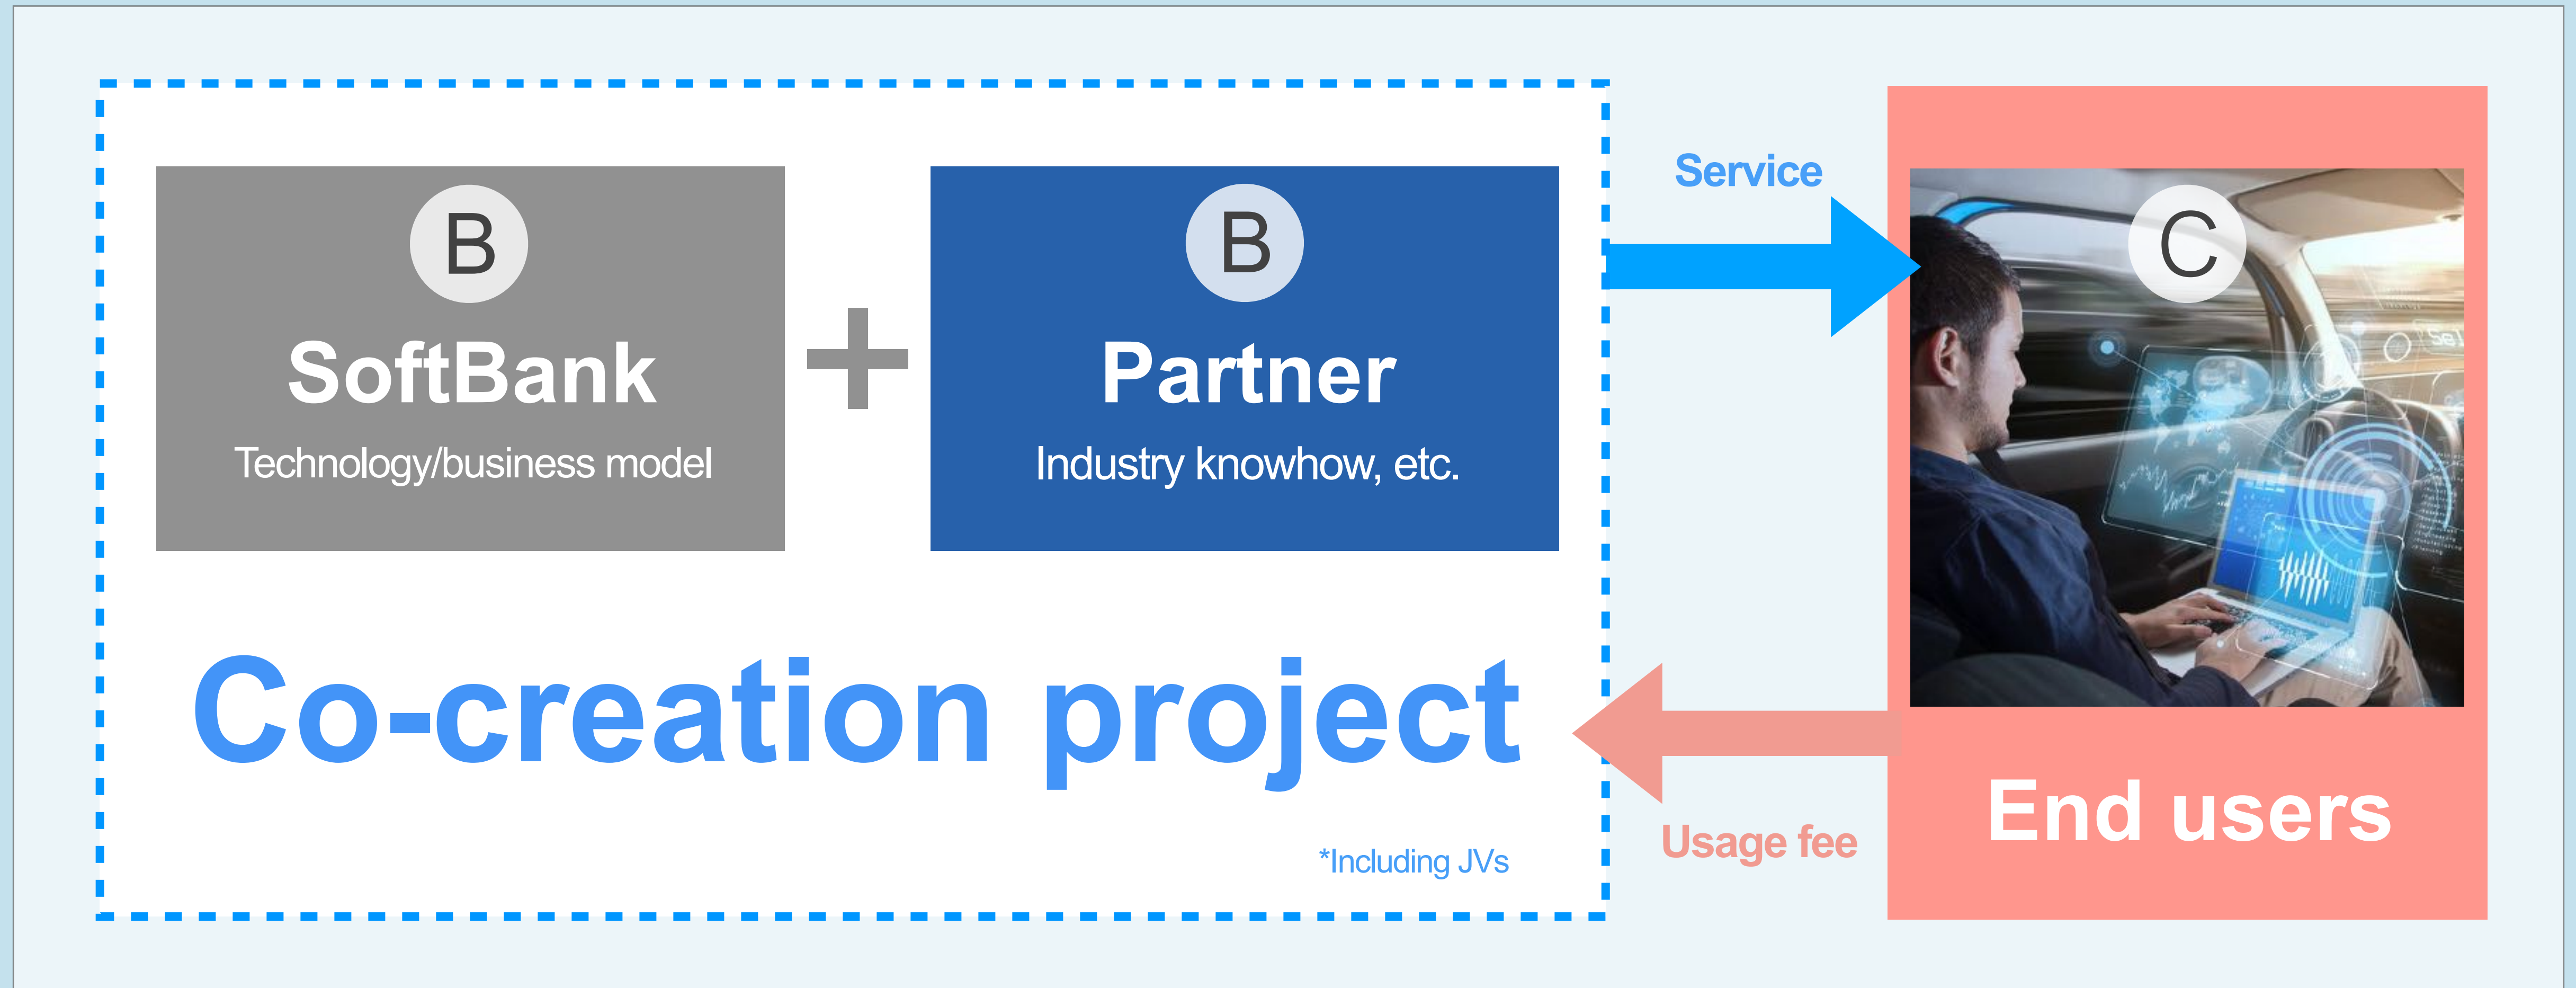 B
SoftBank
Technology/business model
B
Partner
Industry knowhow, etc.
Co-creation project
*Including JVs
Service
Usage fee
C
End users